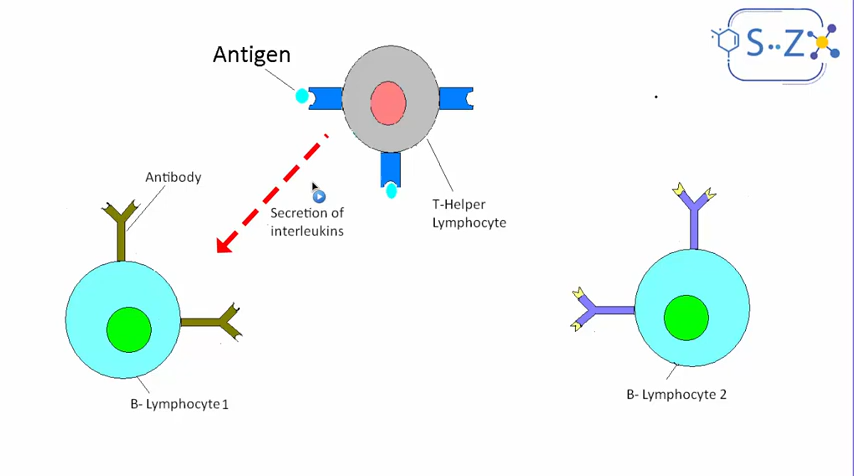 S..Z
Antigen
Antibody
Secretion of
interleukins
T-Helper
Lymphocyte
B- Lymphocyte 1
B- Lymphocyte 2